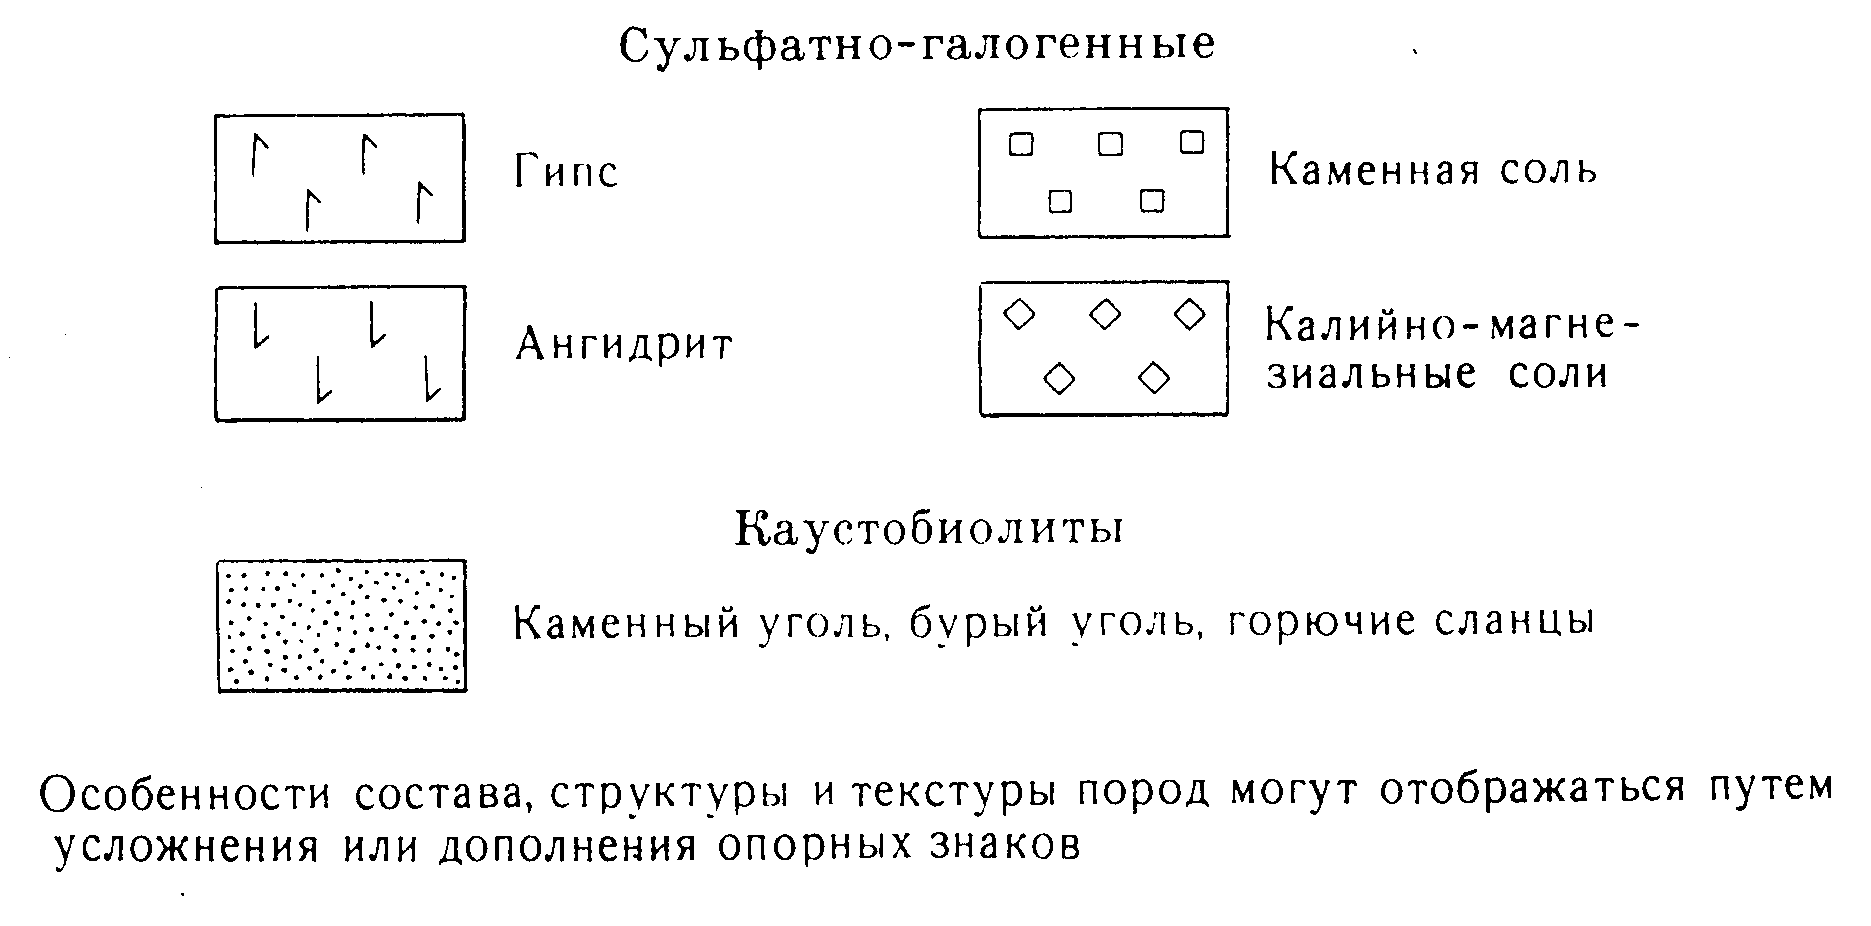 Сульфатно-галогенные
Гипс
Каменная соль
Ангидрит
Калийно-магне-
зиальные соли
Каустобиолиты
Каменный уголь, бурый уголь, горючие сланцы
Особенности состава, структуры и текстуры пород могут отображаться путем
усложнения или дополнения опорных знаков